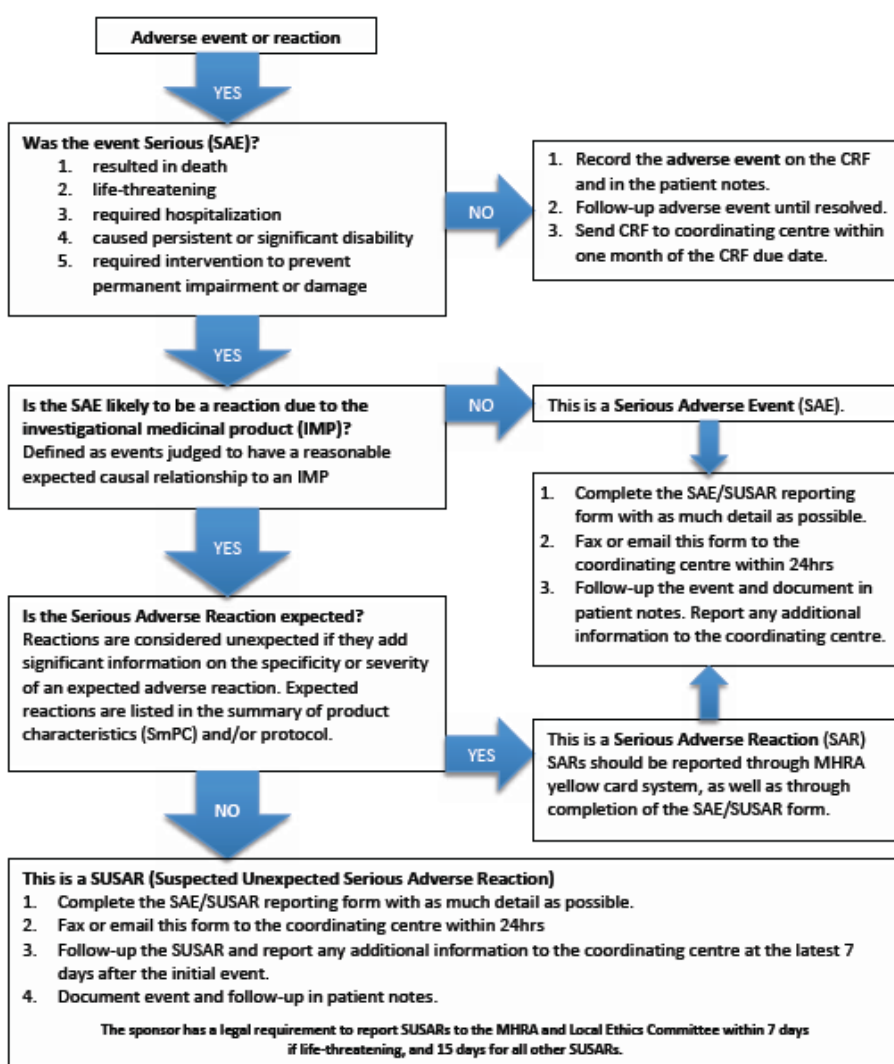 Adverse event or reaction
YES
Was the event Serious (SAE)?
1. resulted in death
2. life-threatening
3. required hospitalization
4. caused persistent or significant disability
5. required intervention to prevent
permanent impairment or damage
NO
1. Record the adverse event on the CRF
and in the patient notes.
2. Follow-up adverse event until resolved.
3. Send CRF to coordinating centre within
one month of the CRF due date.
YES
Is the SAE likely to be a reaction due to the
investigational medicinal product (IMP)?
Defined as events judged to have a reasonable
expected causal relationship to an IMP
NO
This is a Serious Adverse Event (SAE).
1. Complete the SAE/SUSAR reporting
form with as much detail as possible.
2. Fax or email this form to the
coordinating centre within 24hrs
3. Follow-up the event and document in
patient notes. Report any additional
information to the coordinating centre.
YES
Is the Serious Adverse Reaction expected?
Reactions are considered unexpected if they add
significant information on the specificity or severity
of an expected adverse reaction. Expected
reactions are listed in the summary of product
characteristics (SmPC) and/or protocol.
YES
This is a Serious Adverse Reaction (SAR)
SARs should be reported through MHRA
yellow card system, as well as through
completion of the SAE/SUSAR form.
NO
This is a SUSAR (Suspected Unexpected Serious Adverse Reaction)
1. Complete the SAE/SUSAR reporting form with as much detail as possible.
2. Fax or email this form to the coordinating centre within 24hrs
3. Follow-up the SUSAR and report any additional information to the coordinating centre at the latest 7
days after the initial event.
4. Document event and follow-up in patient notes.
The sponsor has a legal requirement to report SUSARs to the MHRA and Local Ethics Committee within 7 days
if life-threatening, and 15 days for all other SUSARs.